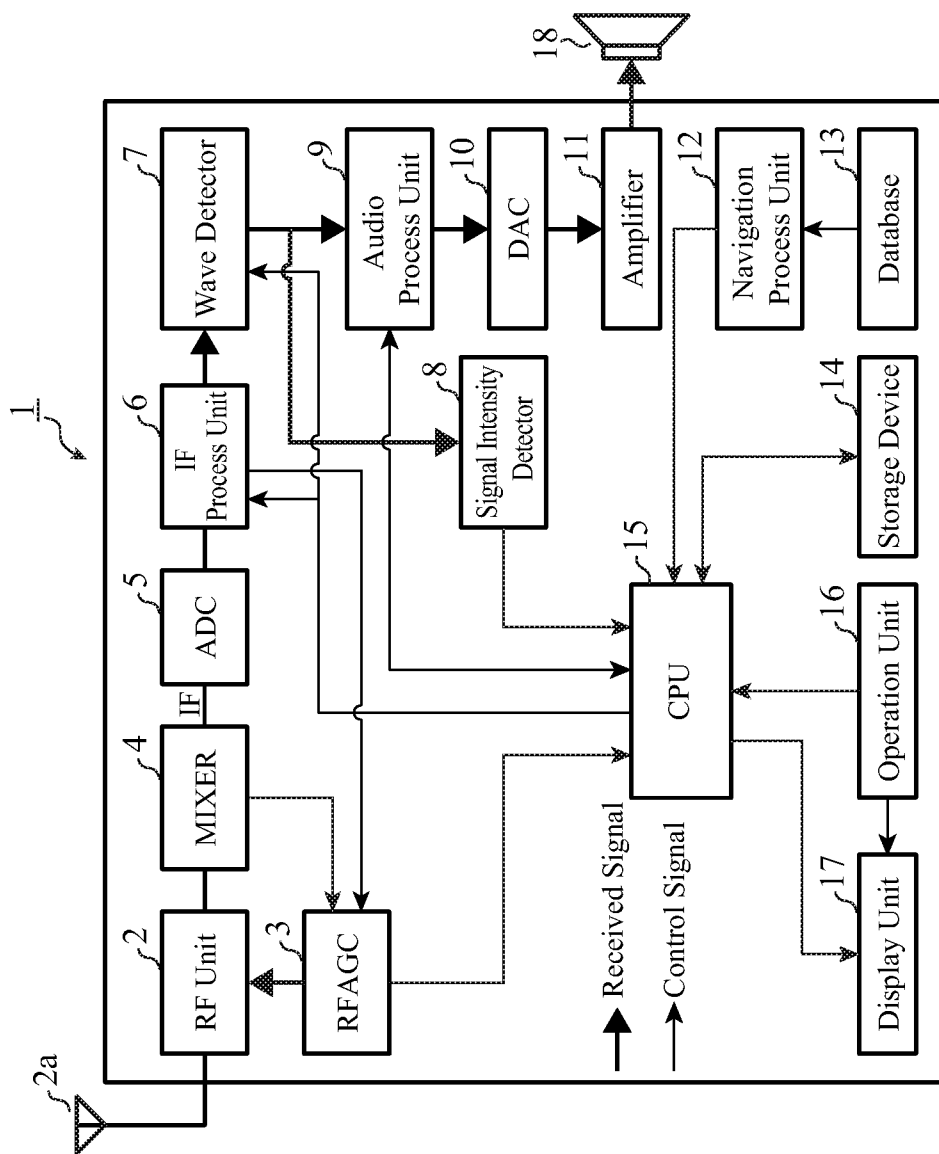 1
2a
2
RF Unit
3
RFAGC
4
MIXER
IF
5
ADC
6
IF
Process Unit
7
Wave Detector
8
Signal Intensity
Detector
9
Audio
Process Unit
10
DAC
11
Amplifier
18
12
Navigation
Process Unit
13
Database
14
Storage Device
15
CPU
16
Operation Unit
17
Display Unit
Received Signal
Control Signal